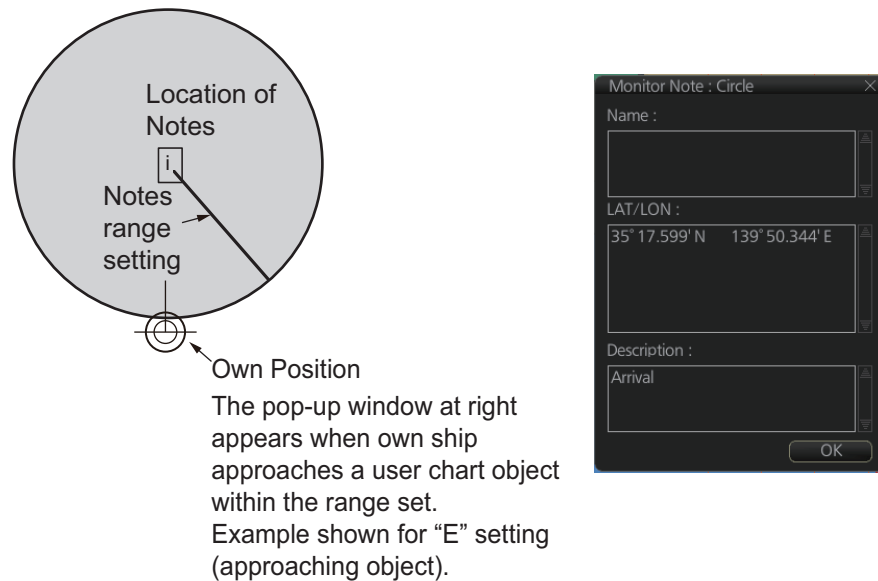 Location of
Notes
i
Notes
range
setting
Own Position
The pop-up window at right
appears when own ship
approaches a user chart object
within the range set.
Example shown for “E” setting
(approaching object).
Monitor Note : Circle
Name :
LAT/LON :
35° 17.599' N 139° 50.344' E
Description :
Arrival
OK